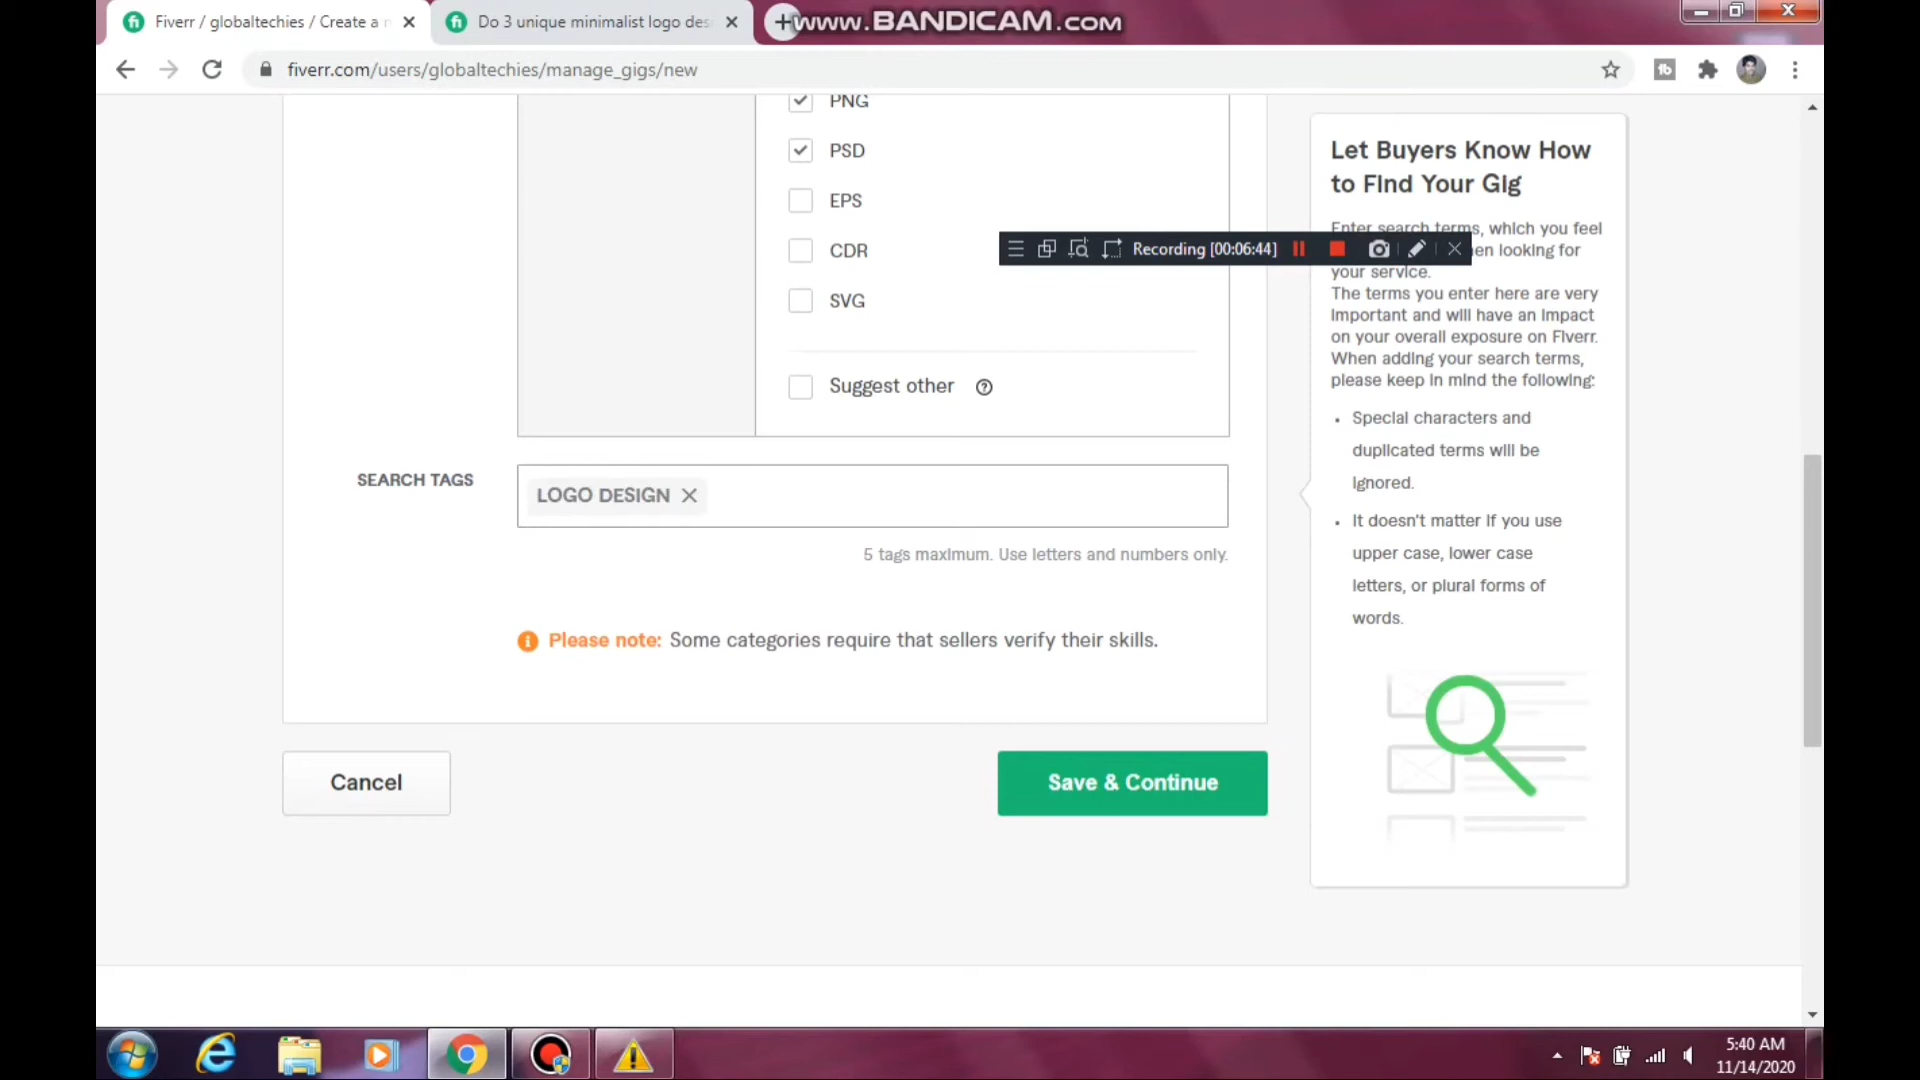 Fiverr / globaltechies / Create a n
Do 3 unique minimalist logo des
www.BANDICAM.com
fiverr.com/users/globaltechies/manage_gigs/new
PNG
PSD
EPS
CDR
SVG
Suggest other
SEARCH TAGS
LOGO DESIGN
5 tags maximum. Use letters and numbers only.
Please note: Some categories require that sellers verify their skills.
Cancel
Save & Continue
Recording [00:06:44]
Let Buyers Know How
to Find Your Gig
Enter search terms, which you feel
en looking for
your service.
The terms you enter here are very
important and will have an impact
on your overall exposure on Fiverr.
When adding your search terms,
please keep in mind the following:
• Special characters and
duplicated terms will be
ignored.
• It doesn't matter if you use
upper case, lower case
letters, or plural forms of
words.
5:40 AM
11/14/2020